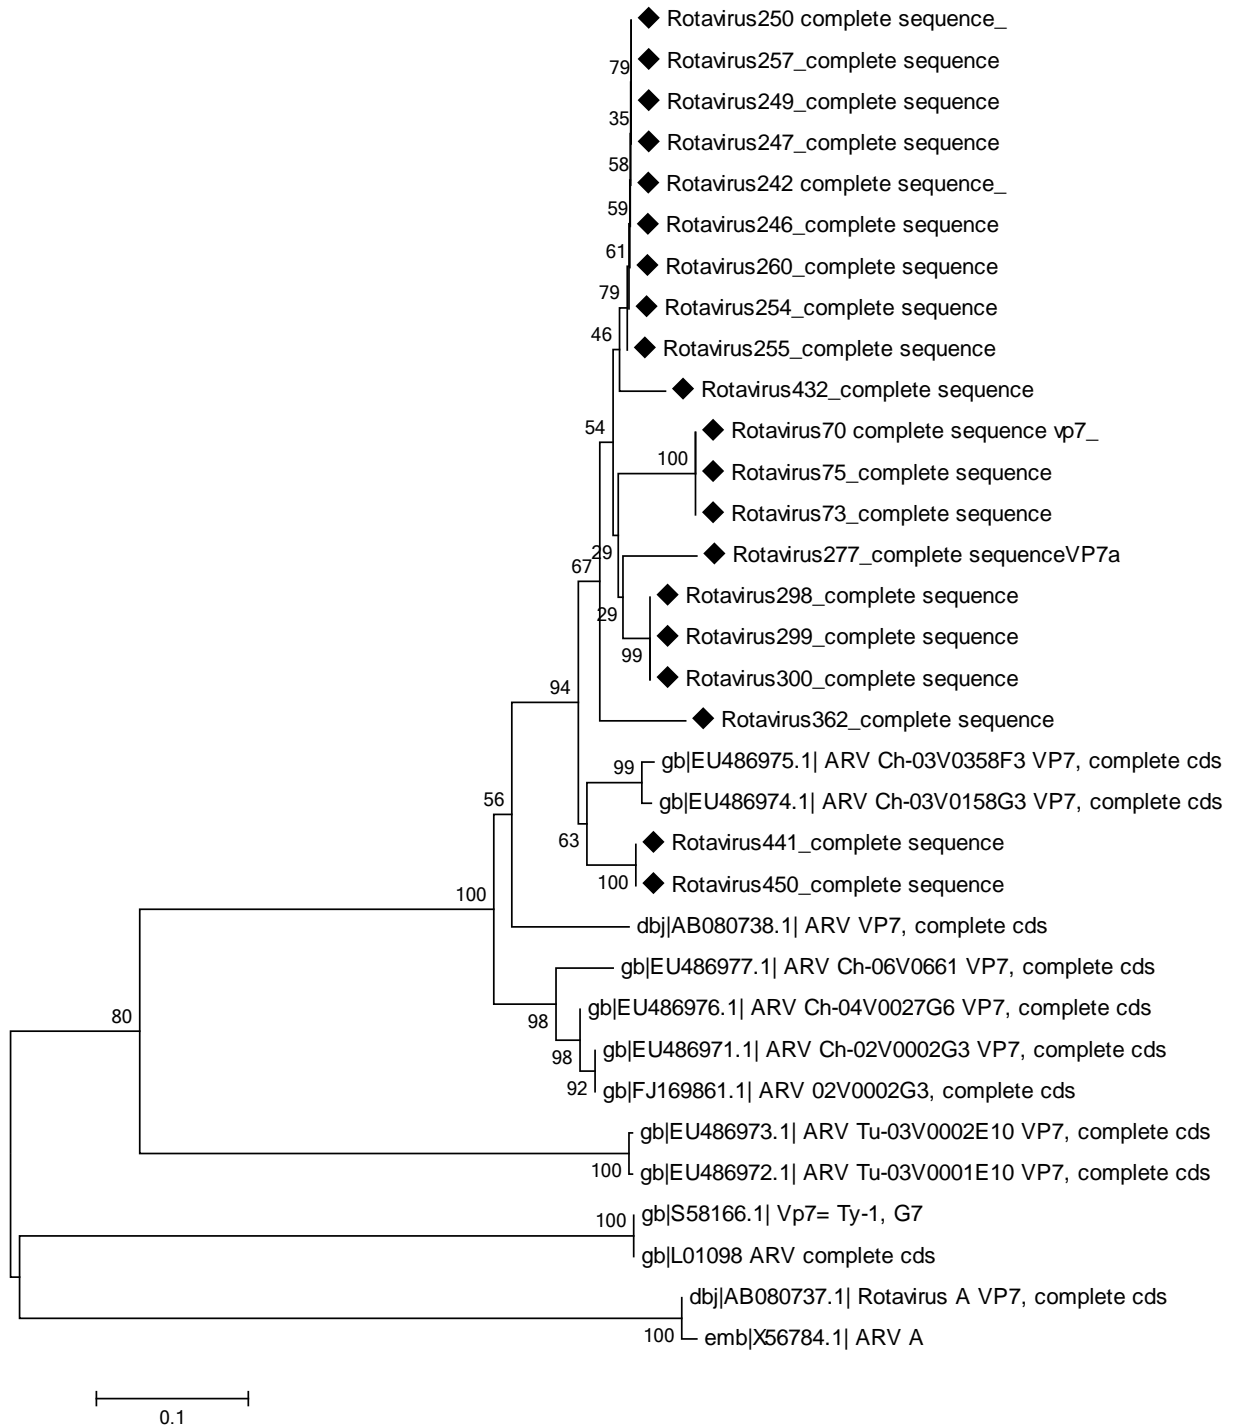 Rotavirus250 complete sequence_
79
Rotavirus257_complete sequence
Rotavirus249_complete sequence
35
Rotavirus247_complete sequence
58
Rotavirus242 complete sequence_
59
Rotavirus246_complete sequence
61
Rotavirus260_complete sequence
79
Rotavirus254_complete sequence
46
Rotavirus255_complete sequence
Rotavirus432_complete sequence
54
Rotavirus70 complete sequence vp7_
100
Rotavirus75_complete sequence
Rotavirus73_complete sequence
29
Rotavirus277_complete sequenceVP7a
67
Rotavirus298_complete sequence
29
Rotavirus299_complete sequence
99
Rotavirus300_complete sequence
94
Rotavirus362_complete sequence
gb|EU486975.1| ARV Ch-03V0358F3 VP7, complete cds
99
gb|EU486974.1| ARV Ch-03V0158G3 VP7, complete cds
56
63
Rotavirus441_complete sequence
100
Rotavirus450_complete sequence
100
dbj|AB080738.1| ARV VP7, complete cds
gb|EU486977.1| ARV Ch-06V0661 VP7, complete cds
80
98
gb|EU486976.1| ARV Ch-04V0027G6 VP7, complete cds
98
gb|EU486971.1| ARV Ch-02V0002G3 VP7, complete cds
92
gb|FJ169861.1| ARV 02V0002G3, complete cds
gb|EU486973.1| ARV Tu-03V0002E10 VP7, complete cds
100
gb|EU486972.1| ARV Tu-03V0001E10 VP7, complete cds
100
gb|S58166.1| Vp7= Ty-1, G7
gb|L01098 ARV complete cds
dbj|AB080737.1| Rotavirus A VP7, complete cds
100
emb|X56784.1| ARV A
0.1